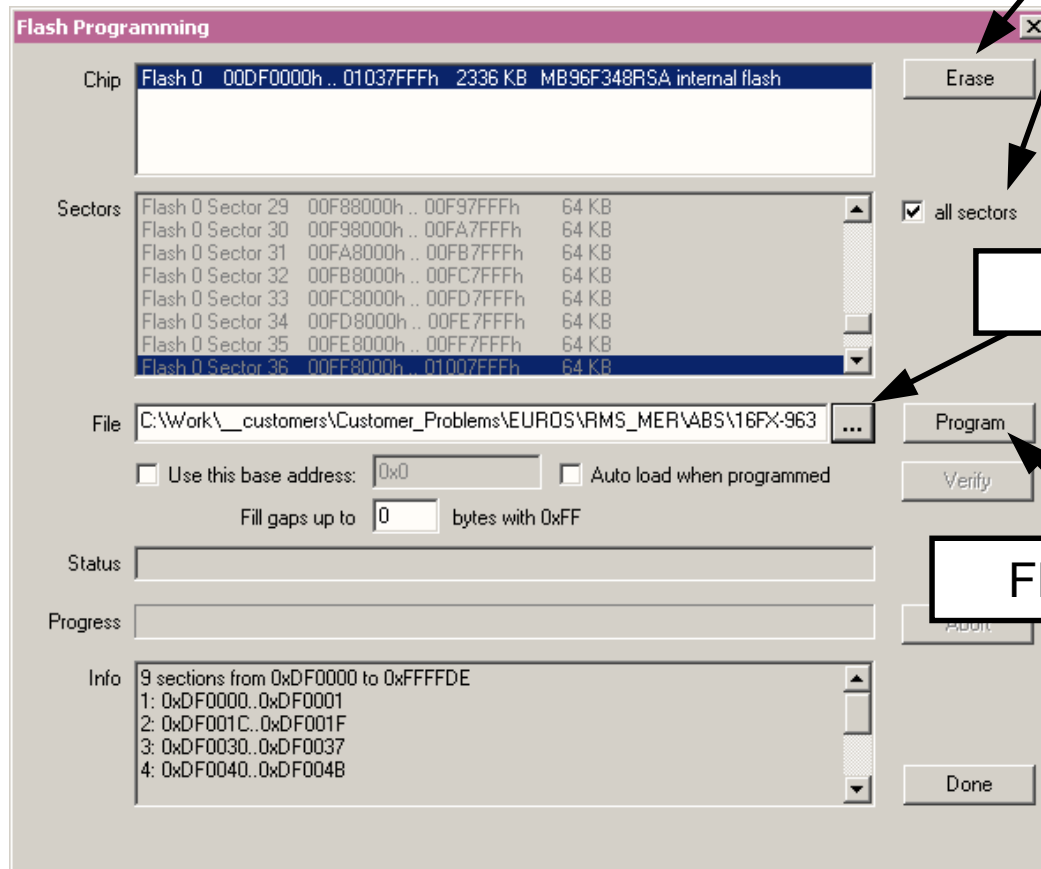 Flash Programming
Chip Flash 0 00DF0000h .. 01037FFFh 2336 KB MB96F348RSA internal flash Erase
Sectors Flash 0 Sector 29 00F88000h .. 00F97FFFh 64 KB
Flash 0 Sector 30 00F98000h .. 00FA7FFFh 64 KB
Flash 0 Sector 31 00FA8000h .. 00FB7FFFh 64 KB
Flash 0 Sector 32 00FB8000h .. 00FC7FFFh 64 KB
Flash 0 Sector 33 00FC8000h .. 00FD7FFFh 64 KB
Flash 0 Sector 34 00FD8000h .. 00FE7FFFh 64 KB
Flash 0 Sector 35 00FE8000h .. 00FF7FFFh 64 KB
Flash 0 Sector 36 00FF8000h .. 01007FFFh 64 KB
all sectors
File C:\Work\__customers\Customer_Problems\EUROS\RMS_MER\ABS\16FX-963 ... Program
Use this base address: 0x0 Auto load when programmed Verify
Fill gaps up to 0 bytes with 0xFF
Status
Progress Abort
Info 9 sections from 0xDF0000 to 0xFFFFDE
1: 0xDF0000..0xDF0001
2: 0xDF001C..0xDF001F
3: 0xDF0030..0xDF0037
4: 0xDF0040..0xDF004B
Done